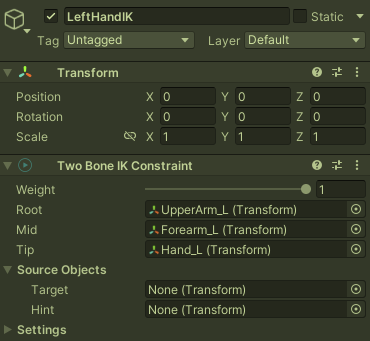 LeftHandIK Static
Tag Untagged Layer Default
Transform
Position X 0 Y 0 Z 0
Rotation X 0 Y 0 Z 0
Scale X 1 Y 1 Z 1
Two Bone IK Constraint
Weight 1
Root UpperArm_L (Transform)
Mid Forearm_L (Transform)
Tip Hand_L (Transform)
Source Objects
Target None (Transform)
Hint None (Transform)
Settings